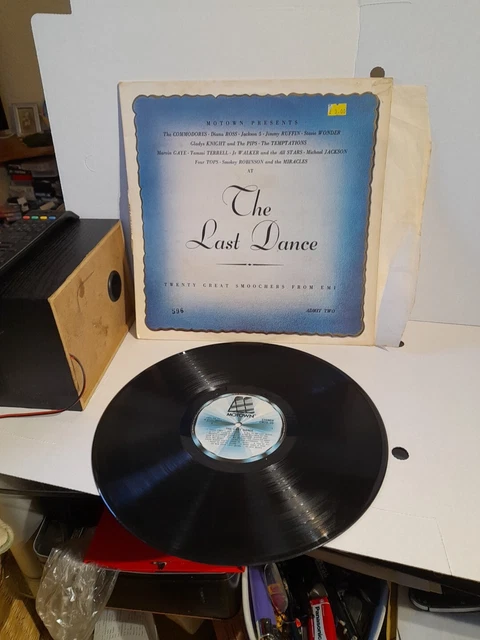 MOTOWN PRESENTS
The COMMODORES · Diana ROSS · Jackson 5 · Jimmy RUFFIN · Stevie WONDER
Gladys KNIGHT and The PIPS · The TEMPTATIONS
Marvin GAYE · Tammi TERRELL · Jr WALKER and the All STARS · Michael JACKSON
Four TOPS · Smokey ROBINSON and the MIRACLES
AT
The
Last Dance
TWENTY GREAT SMOOCHERS FROM EMI
ADMIT TWO
MOTOWN